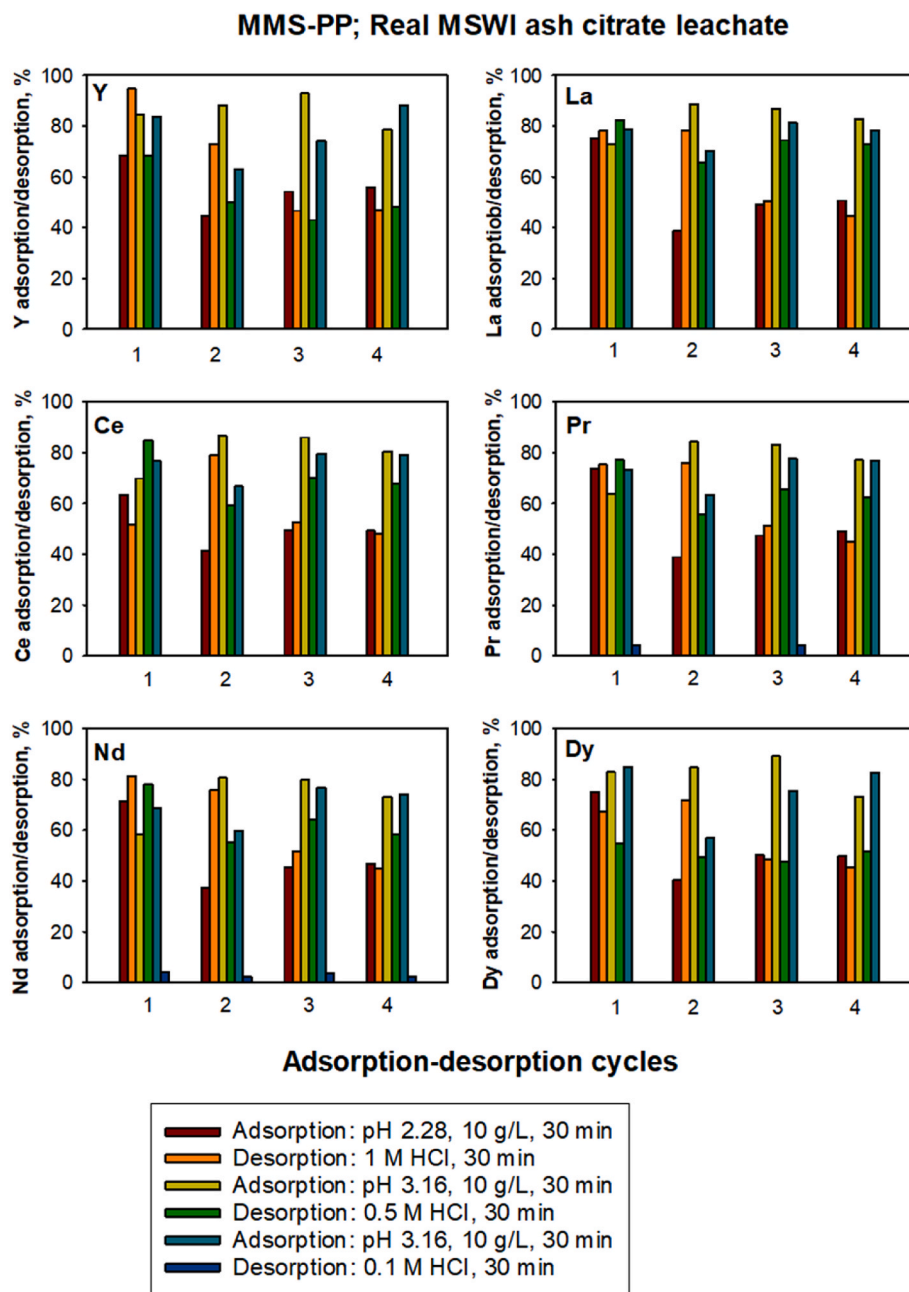 MMS-PP; Real MSWI ash citrate leachate
Y adsorption/desorption, %
100
80
60
40
20
0
Y
1 2 3 4
La adsorptiob/desorption, %
100
80
60
40
20
0
La
1 2 3 4
Ce adsorption/desorption, %
100
80
60
40
20
0
Ce
1 2 3 4
Pr adsorption/desorption, %
100
80
60
40
20
0
Pr
1 2 3 4
Nd adsorption/desorption, %
100
80
60
40
20
0
Nd
1 2 3 4
Dy adsorption/desorption, %
100
80
60
40
20
0
Dy
1 2 3 4
Adsorption-desorption cycles
Adsorption: pH 2.28, 10 g/L, 30 min
Desorption: 1 M HCl, 30 min
Adsorption: pH 3.16, 10 g/L, 30 min
Desorption: 0.5 M HCl, 30 min
Adsorption: pH 3.16, 10 g/L, 30 min
Desorption: 0.1 M HCl, 30 min